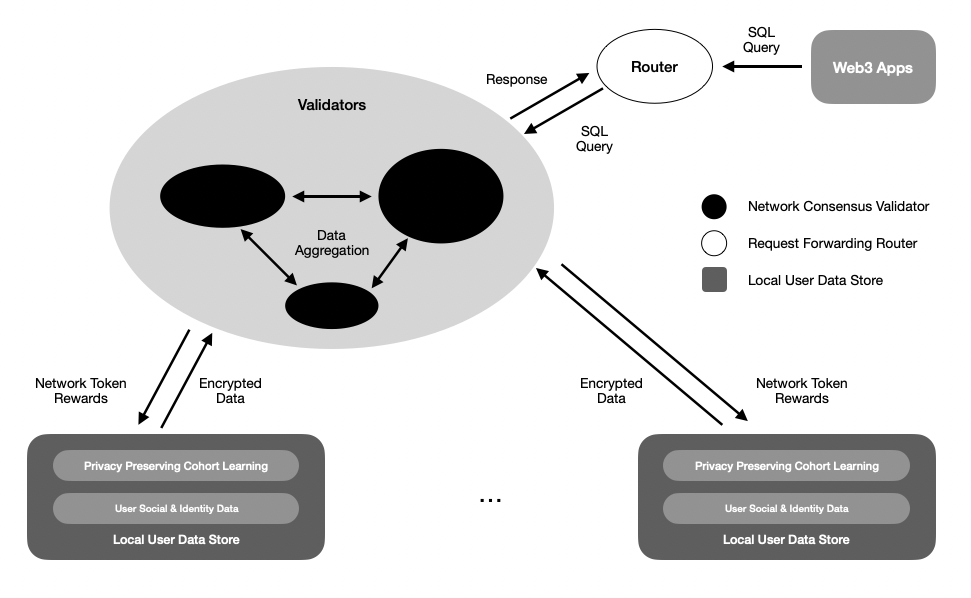 SQL
Query
Router
Web3 Apps
Response
Validators
SQL
Query
Network Consensus Validator
Data
Aggregation
Request Forwarding Router
Local User Data Store
Network Token
Rewards
Encrypted
Data
Encrypted
Data
Network Token
Rewards
Privacy Preserving Cohort Learning
User Social & Identity Data
Local User Data Store
...
Privacy Preserving Cohort Learning
User Social & Identity Data
Local User Data Store